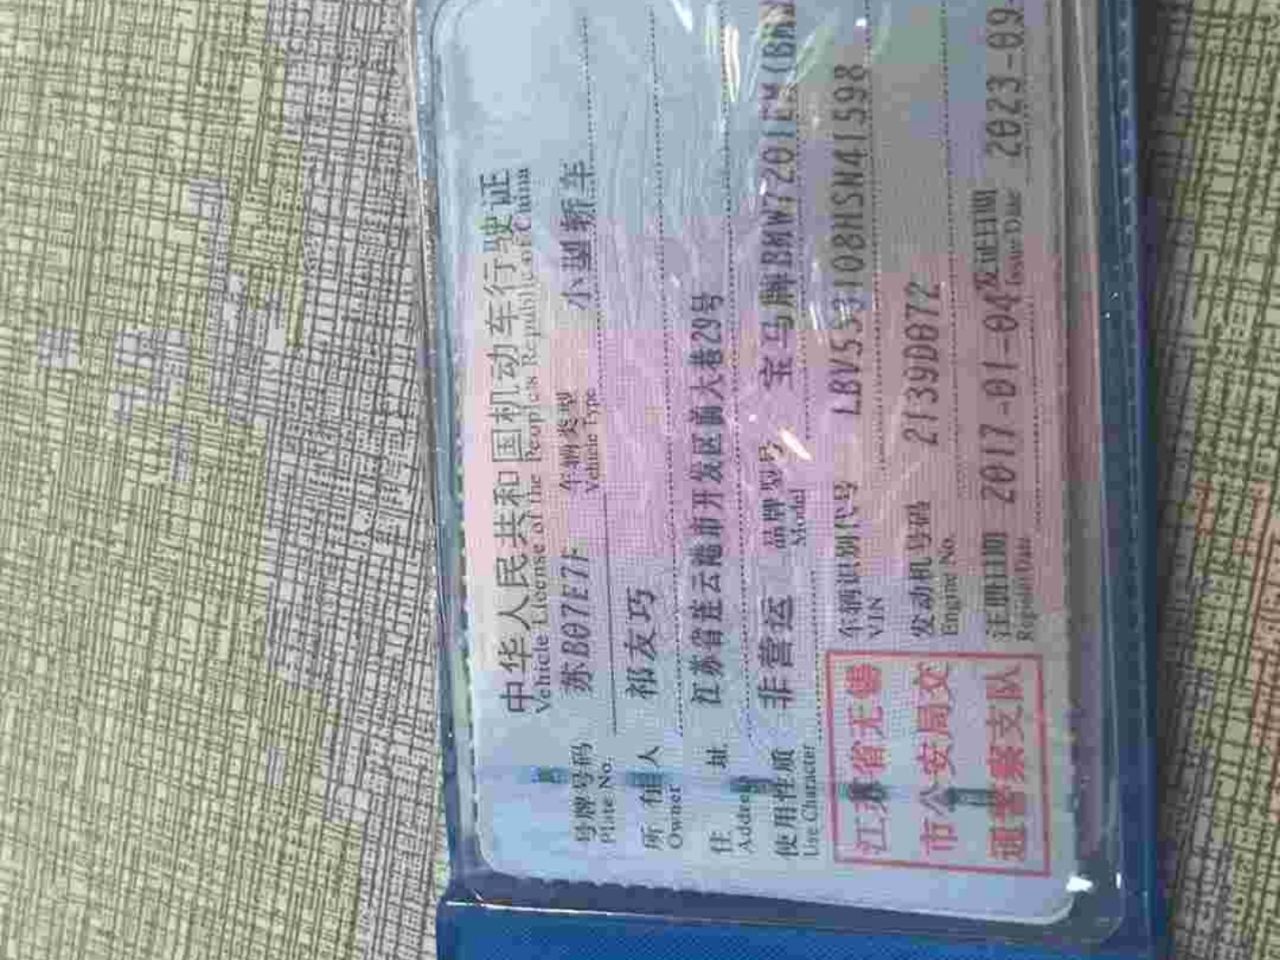 中华人民共和国机动车行驶证
Vehicle License of the People's Republic of China
号牌号码 苏B07E7F 车辆类型 小型轿车
Plate No. Vehicle Type
所有人 祁友巧
Owner
住 址 江苏省连云港市开发区前大巷29号
Address
使用性质 非营运 品牌型号 宝马牌BMW7201
Use Character Model
车辆识别代号 LBV5S3108HSN41598
VIN
发动机号码 2139D072
Engine No.
注册日期 2017-01-04 发证日期 2023-09-
Register Date Issue Date
江苏省无锡
市公安局交
通警察支队